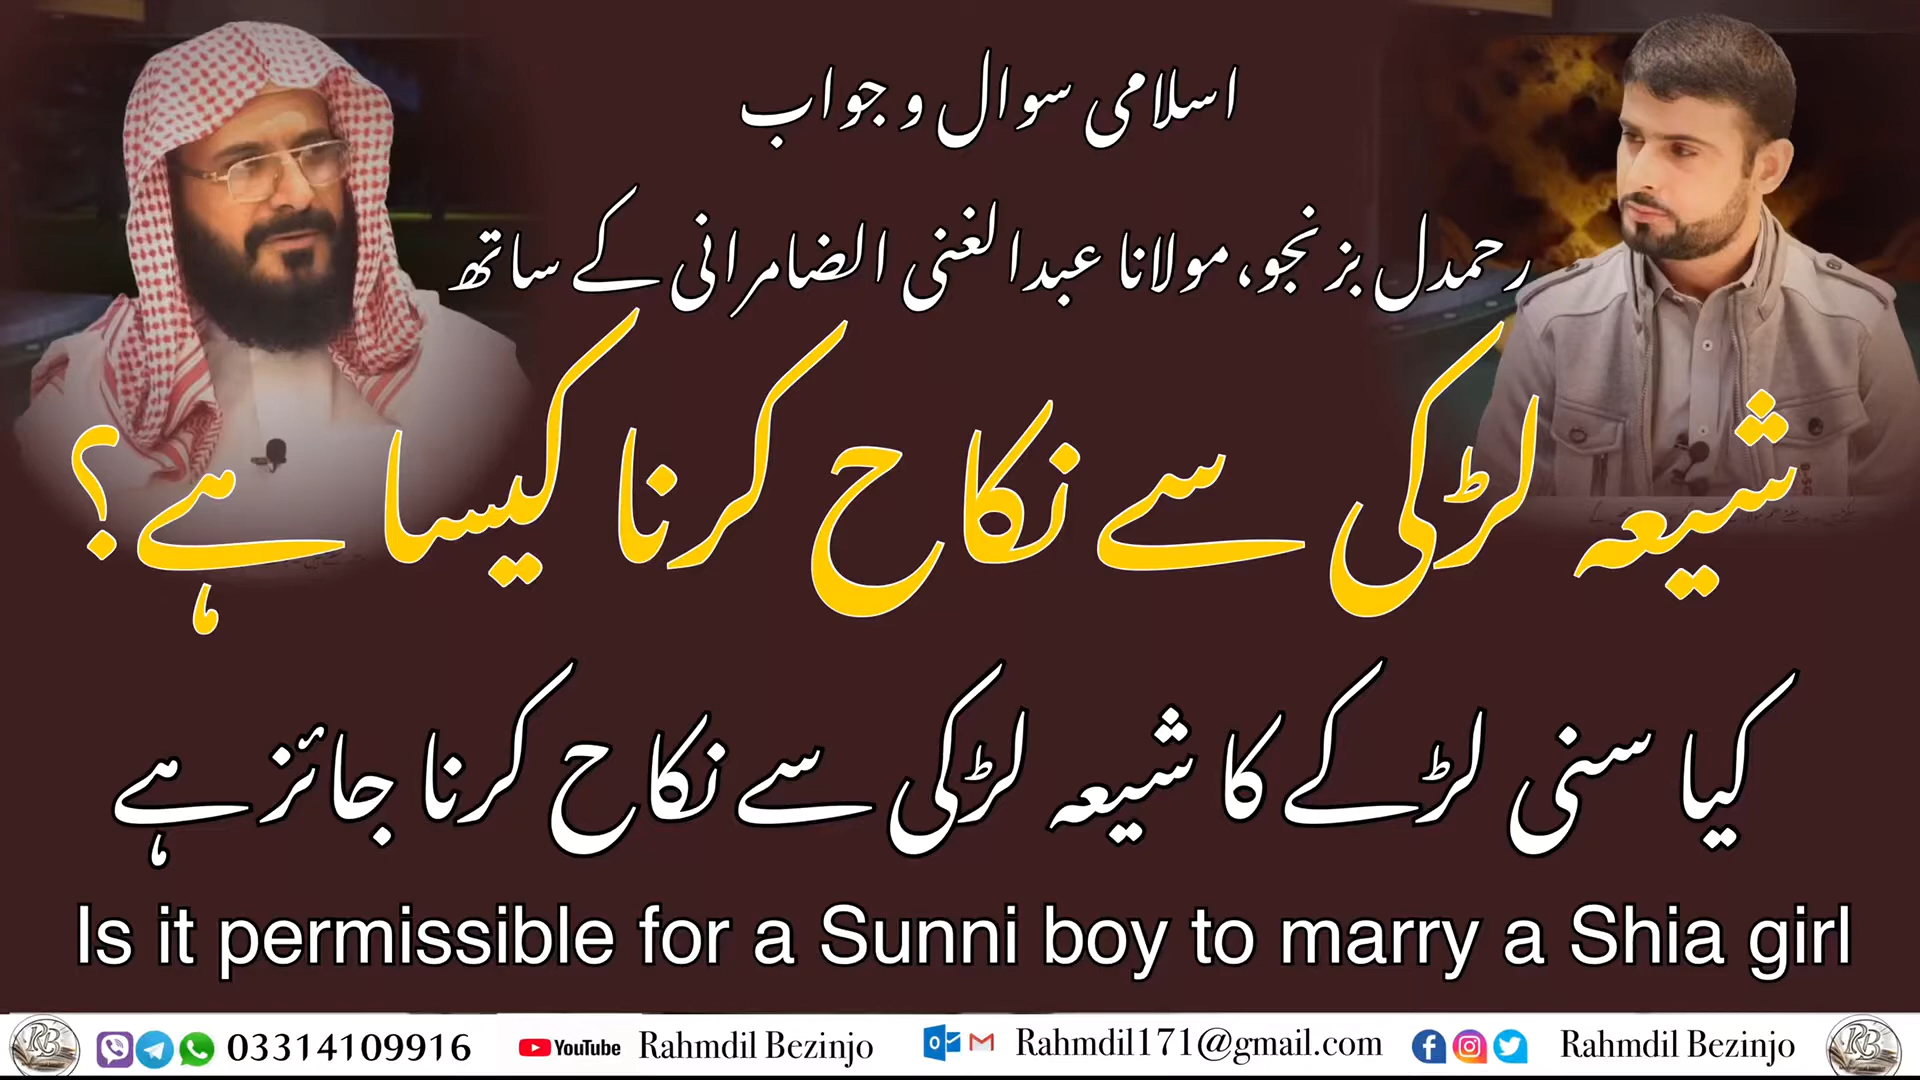 اسلامی سوال و جواب
رحمدل بزنجو، مولانا عبدالغنی الضامرانی کے ساتھ
شیعہ لڑکی سے نکاح کرنا کیسا ہے؟
کیا سنی لڑکے کا شیعہ لڑکی سے نکاح کرنا جائز ہے
Is it permissible for a Sunni boy to marry a Shia girl
03314109916 YouTube Rahmdil Bezinjo Rahmdil171@gmail.com Rahmdil Bezinjo